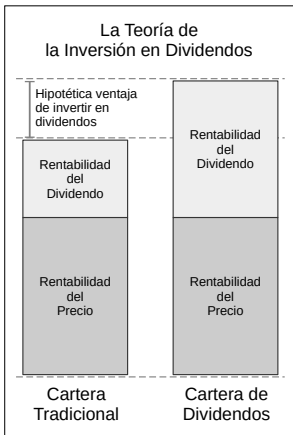 La Teoría de
la Inversión en Dividendos
Hipotética ventaja
de invertir en
dividendos
Rentabilidad
del
Dividendo
Rentabilidad
del
Dividendo
Rentabilidad
del
Precio
Rentabilidad
del
Precio
Cartera
Tradicional
Cartera de
Dividendos